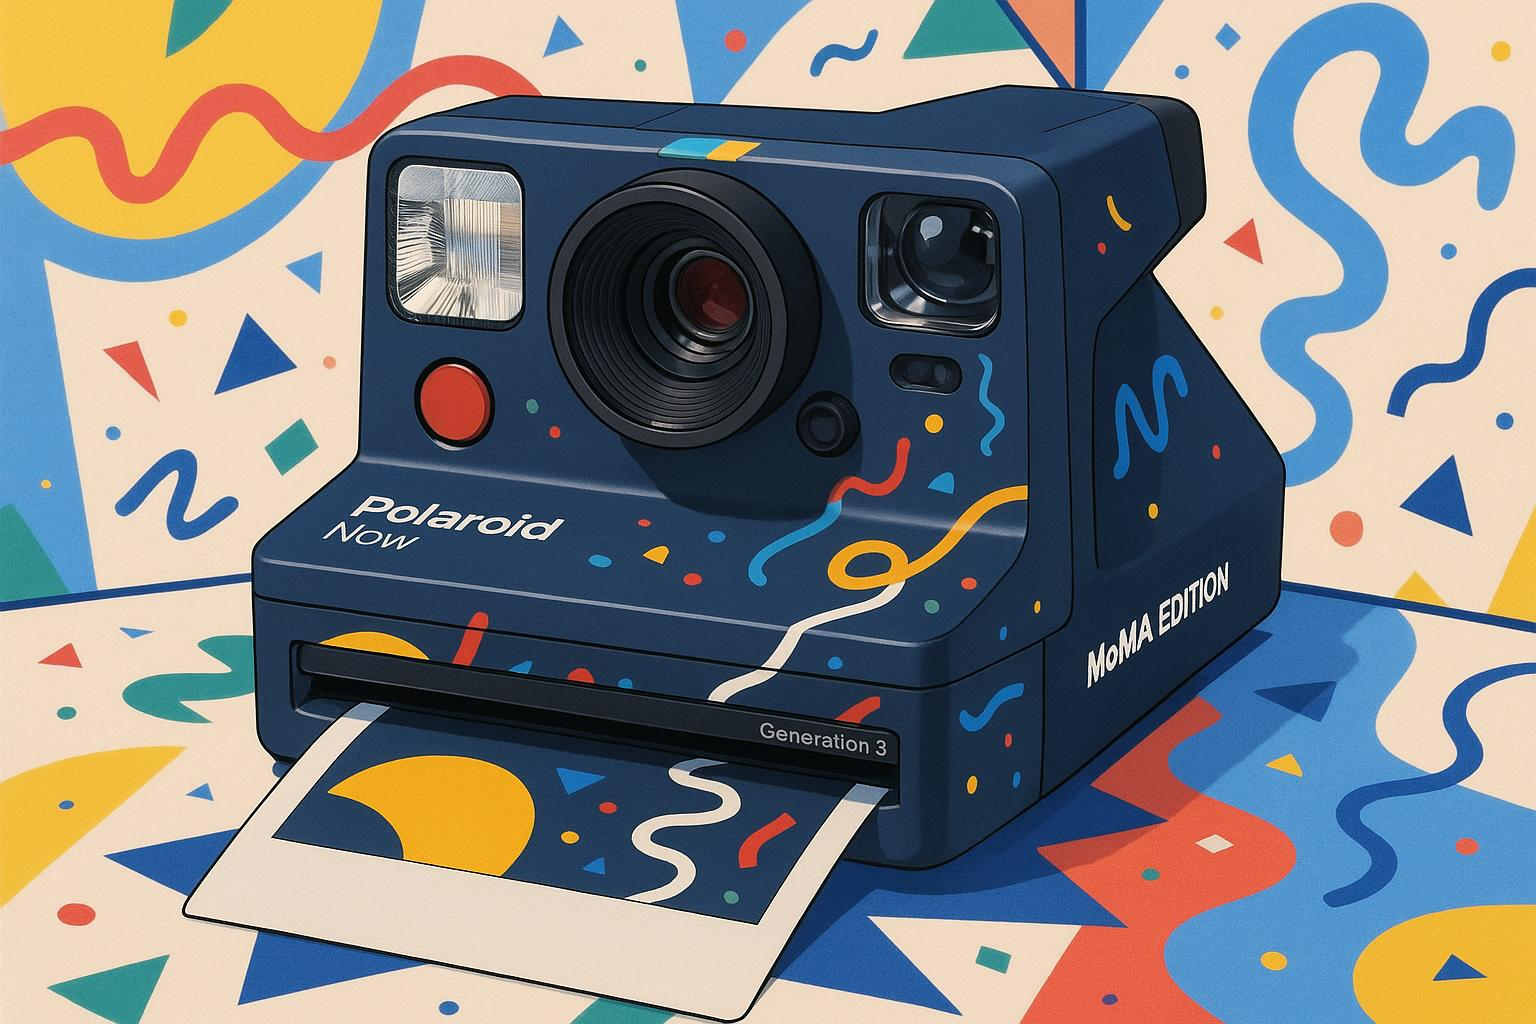 Polaroid
Now
MoMA EDITION
Generation 3